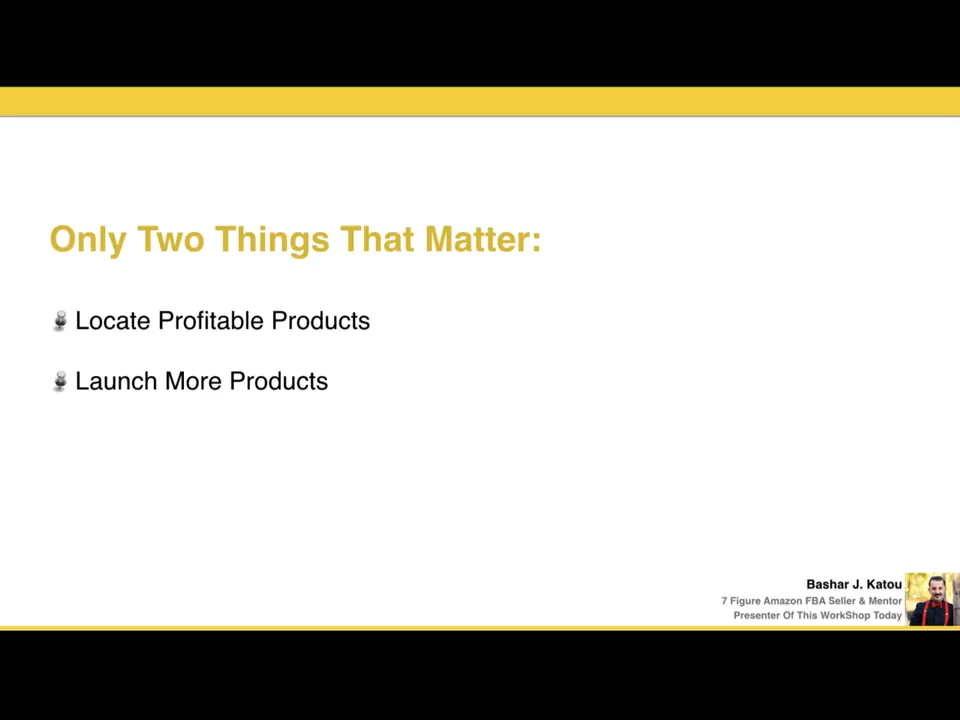 Only Two Things That Matter:
Locate Profitable Products
Launch More Products
Bashar J. Katou
7 Figure Amazon FBA Seller & Mentor
Presenter Of This WorkShop Today